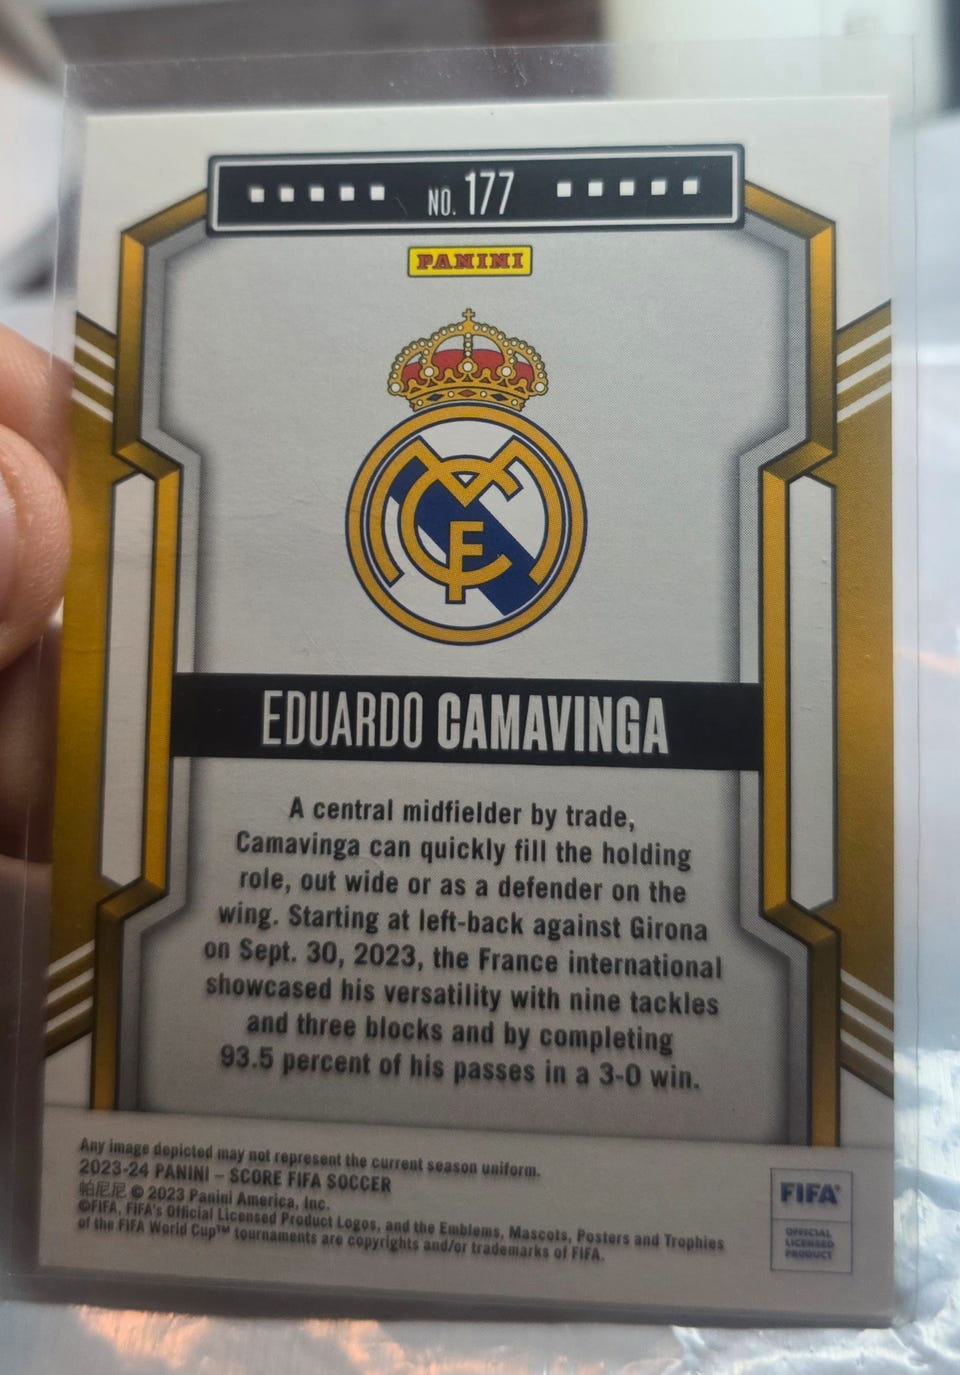 NO. 177
PANINI
EDUARDO CAMAVINGA
A central midfielder by trade,
Camavinga can quickly fill the holding
role, out wide or as a defender on the
wing. Starting at left-back against Girona
on Sept. 30, 2023, the France international
showcased his versatility with nine tackles
and three blocks and by completing
93.5 percent of his passes in a 3-0 win.
Any image depicted may not represent the current season uniform.
2023-24 PANINI – SCORE FIFA SOCCER
帕尼尼 © 2023 Panini America, Inc.
©FIFA, FIFA's Official Licensed Product Logos, and the Emblems, Mascots, Posters and Trophies
of the FIFA World Cup™ tournaments are copyrights and/or trademarks of FIFA.
FIFA®
OFFICIAL
LICENSED
PRODUCT